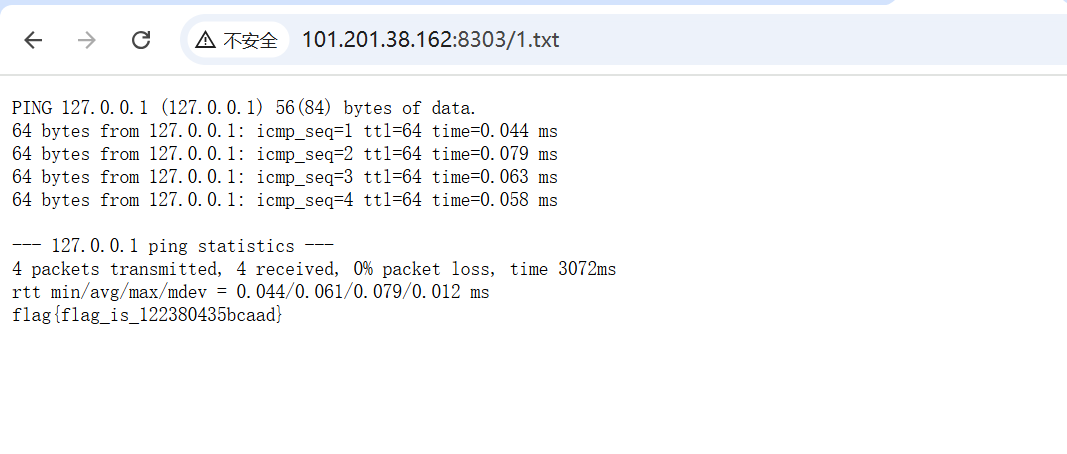 不安全 101.201.38.162:8303/1.txt
PING 127.0.0.1 (127.0.0.1) 56(84) bytes of data.
64 bytes from 127.0.0.1: icmp_seq=1 ttl=64 time=0.044 ms
64 bytes from 127.0.0.1: icmp_seq=2 ttl=64 time=0.079 ms
64 bytes from 127.0.0.1: icmp_seq=3 ttl=64 time=0.063 ms
64 bytes from 127.0.0.1: icmp_seq=4 ttl=64 time=0.058 ms
--- 127.0.0.1 ping statistics ---
4 packets transmitted, 4 received, 0% packet loss, time 3072ms
rtt min/avg/max/mdev = 0.044/0.061/0.079/0.012 ms
flag{flag_is_122380435bcaad}